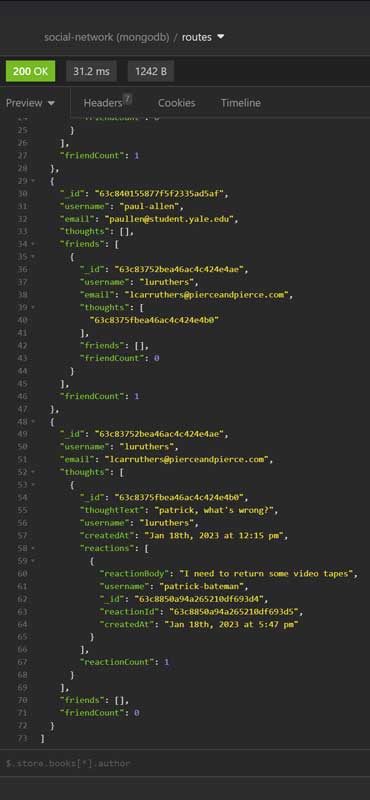 social-network (mongodb) / routes
200 OK 31.2 ms 1242 B
Preview Headers 7 Cookies Timeline
24 "friendCount": 0
25 }
26 ],
27 "friendCount": 1
28 },
29 {
30 "_id": "63c840155877f5f2335ad5af",
31 "username": "paul-allen",
32 "email": "paullen@student.yale.edu",
33 "thoughts": [],
34 "friends": [
35 {
36 "_id": "63c83752bea46ac4c424e4ae",
37 "username": "luruthers",
38 "email": "lcarruthers@pierceandpierce.com",
39 "thoughts": [
40 "63c8375fbea46ac4c424e4b0"
41 ],
42 "friends": [],
43 "friendCount": 0
44 }
45 ],
46 "friendCount": 1
47 },
48 {
49 "_id": "63c83752bea46ac4c424e4ae",
50 "username": "luruthers",
51 "email": "lcarruthers@pierceandpierce.com",
52 "thoughts": [
53 {
54 "_id": "63c8375fbea46ac4c424e4b0",
55 "thoughtText": "patrick, what's wrong?",
56 "username": "luruthers",
57 "createdAt": "Jan 18th, 2023 at 12:15 pm",
58 "reactions": [
59 {
60 "reactionBody": "I need to return some video tapes",
61 "username": "patrick-bateman",
62 "_id": "63c8850a94a265210df693d4",
63 "reactionId": "63c8850a94a265210df693d5",
64 "createdAt": "Jan 18th, 2023 at 5:47 pm"
65 }
66 ],
67 "reactionCount": 1
68 }
69 ],
70 "friends": [],
71 "friendCount": 0
72 }
73 ]
$.store.books[*].author